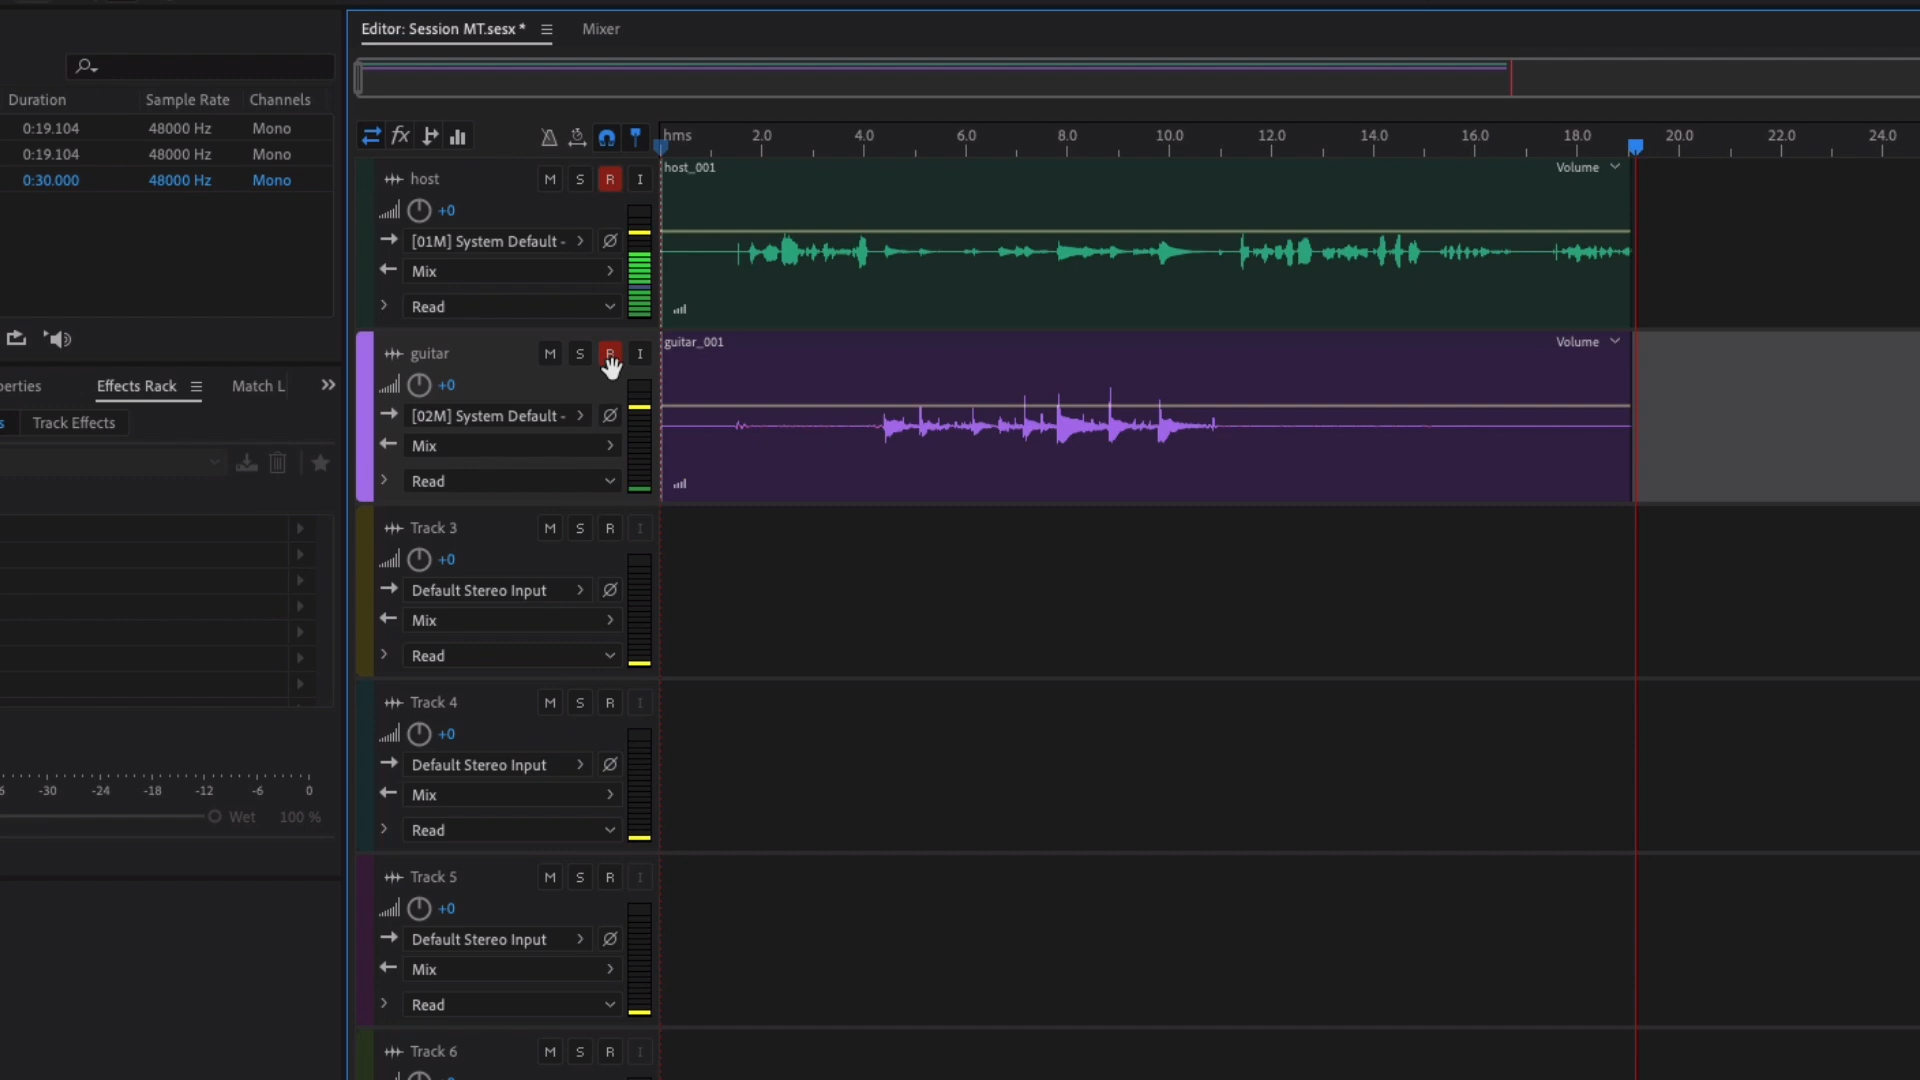 Editor: Session MT.sesx *
Mixer
Duration Sample Rate Channels
0:19.104 48000 Hz Mono
0:19.104 48000 Hz Mono
0:30.000 48000 Hz Mono
erties Effects Rack Match L
s Track Effects
-30 -24 -18 -12 -6 0
Wet 100 %
fx
hms 2.0 4.0 6.0 8.0 10.0 12.0 14.0 16.0 18.0 20.0 22.0 24.0
host M S R I
+0
[01M] System Default -
Mix
Read
host_001 Volume
guitar M S R I
+0
[02M] System Default -
Mix
Read
guitar_001 Volume
Track 3 M S R I
+0
Default Stereo Input
Mix
Read
Track 4 M S R I
+0
Default Stereo Input
Mix
Read
Track 5 M S R I
+0
Default Stereo Input
Mix
Read
Track 6 M S R I